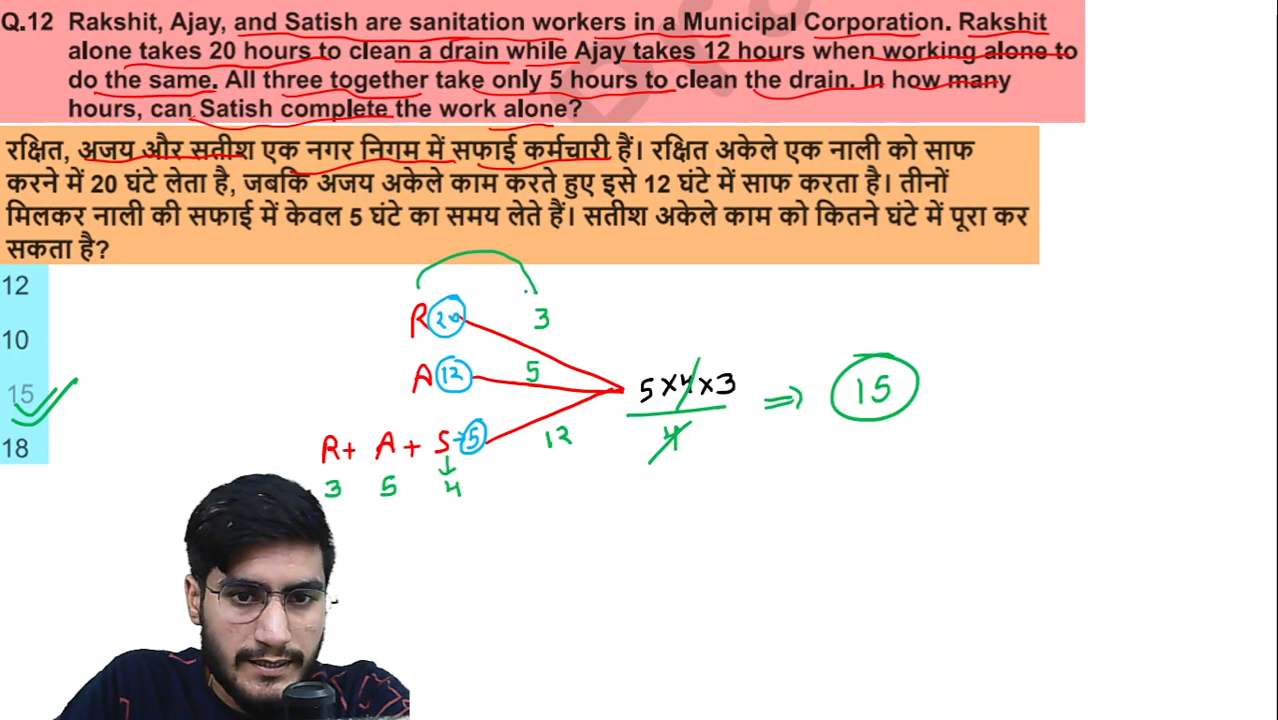 Q.12 Rakshit, Ajay, and Satish are sanitation workers in a Municipal Corporation. Rakshit
alone takes 20 hours to clean a drain while Ajay takes 12 hours when working alone to
do the same. All three together take only 5 hours to clean the drain. In how many
hours, can Satish complete the work alone?
रक्षित, अजय और सतीश एक नगर निगम में सफाई कर्मचारी हैं। रक्षित अकेले एक नाली को साफ
करने में 20 घंटे लेता है, जबकि अजय अकेले काम करते हुए इसे 12 घंटे में साफ करता है। तीनों
मिलकर नाली की सफाई में केवल 5 घंटे का समय लेते हैं। सतीश अकेले काम को कितने घंटे में पूरा कर
सकता है?
12
10
15
18
R 20 3
A 12 5
R + A + S → 5 12
3 5 4
5 x 4 x 3
4
⇒ 15